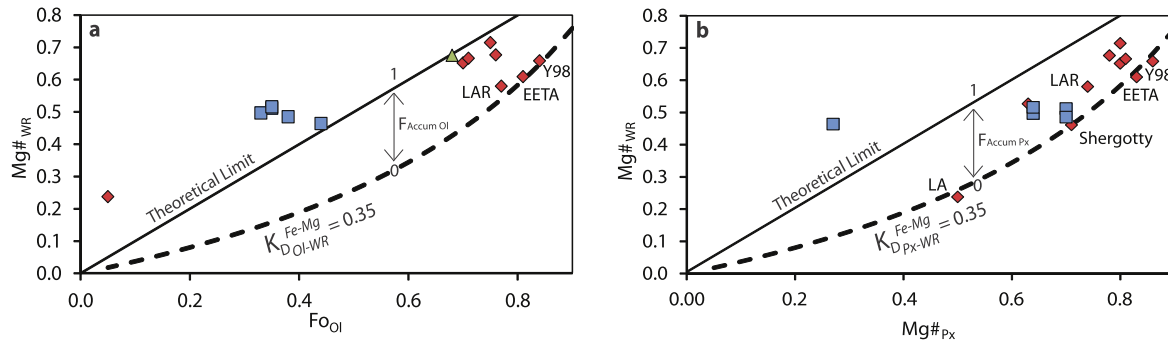 a
0.8
0.7
0.6
0.5
0.4
0.3
0.2
0.1
0.0
Mg#WR
1
FAccum Ol
0
Theoretical Limit
LAR
EETA
Y98
KD Ol-WR Fe-Mg = 0.35
0.0 0.2 0.4 0.6 0.8
FoOl
b
0.8
0.7
0.6
0.5
0.4
0.3
0.2
0.1
0.0
Mg#WR
1
FAccum Px
0
Theoretical Limit
LAR
Y98
EETA
Shergotty
LA
KD Px-WR Fe-Mg = 0.35
0.00 0.2 0.4 0.6 0.8
Mg#Px